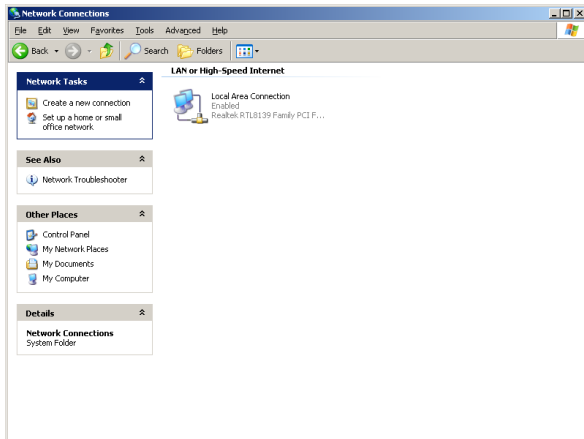 Network Connections
File Edit View Favorites Tools Advanced Help
Back Search Folders
Network Tasks
Create a new connection
Set up a home or small
office network
See Also
Network Troubleshooter
Other Places
Control Panel
My Network Places
My Documents
My Computer
Details
Network Connections
System Folder
LAN or High-Speed Internet
Local Area Connection
Enabled
Realtek RTL8139 Family PCI F...